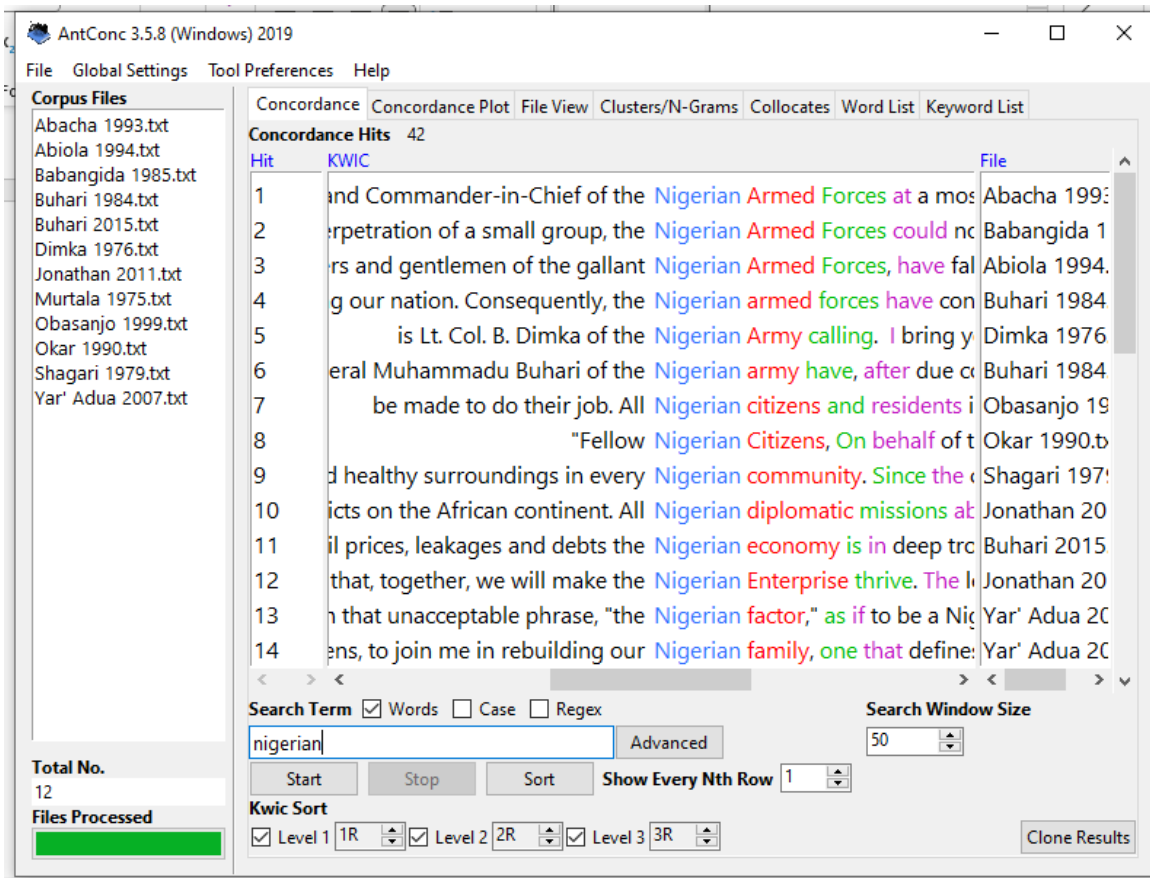 AntConc 3.5.8 (Windows) 2019
File Global Settings Tool Preferences Help
Corpus Files
Abacha 1993.txt
Abiola 1994.txt
Babangida 1985.txt
Buhari 1984.txt
Buhari 2015.txt
Dimka 1976.txt
Jonathan 2011.txt
Murtala 1975.txt
Obasanjo 1999.txt
Okar 1990.txt
Shagari 1979.txt
Yar' Adua 2007.txt
Total No.
12
Files Processed
Concordance Concordance Plot File View Clusters/N-Grams Collocates Word List Keyword List
Concordance Hits 42
Hit KWIC File
1 and Commander-in-Chief of the Nigerian Armed Forces at a mos Abacha 1993
2 erpetration of a small group, the Nigerian Armed Forces could no Babangida 1
3 rs and gentlemen of the gallant Nigerian Armed Forces, have fal Abiola 1994.
4 g our nation. Consequently, the Nigerian armed forces have con Buhari 1984
5 is Lt. Col. B. Dimka of the Nigerian Army calling. I bring y Dimka 1976
6 eral Muhammadu Buhari of the Nigerian army have, after due co Buhari 1984
7 be made to do their job. All Nigerian citizens and residents i Obasanjo 19
8 "Fellow Nigerian Citizens, On behalf of t Okar 1990.tx
9 d healthy surroundings in every Nigerian community. Since the Shagari 1979
10 icts on the African continent. All Nigerian diplomatic missions ab Jonathan 20
11 il prices, leakages and debts the Nigerian economy is in deep tro Buhari 2015
12 that, together, we will make the Nigerian Enterprise thrive. The Jonathan 20
13 n that unacceptable phrase, "the Nigerian factor," as if to be a Nig Yar' Adua 20
14 ens, to join me in rebuilding our Nigerian family, one that defines Yar' Adua 20
Search Term Words Case Regex Search Window Size
nigerian Advanced 50
Start Stop Sort Show Every Nth Row 1
Kwic Sort
Level 1 1R Level 2 2R Level 3 3R Clone Results